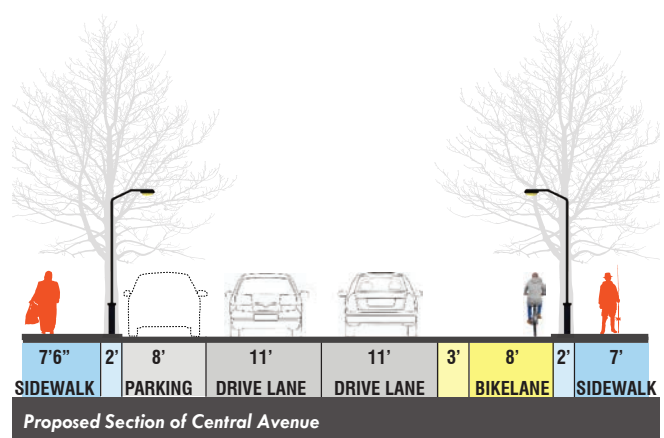 7'6" 2' 8' 11' 11' 3' 8' 2' 7'
SIDEWALK PARKING DRIVE LANE DRIVE LANE BIKELANE SIDEWALK
Proposed Section of Central Avenue